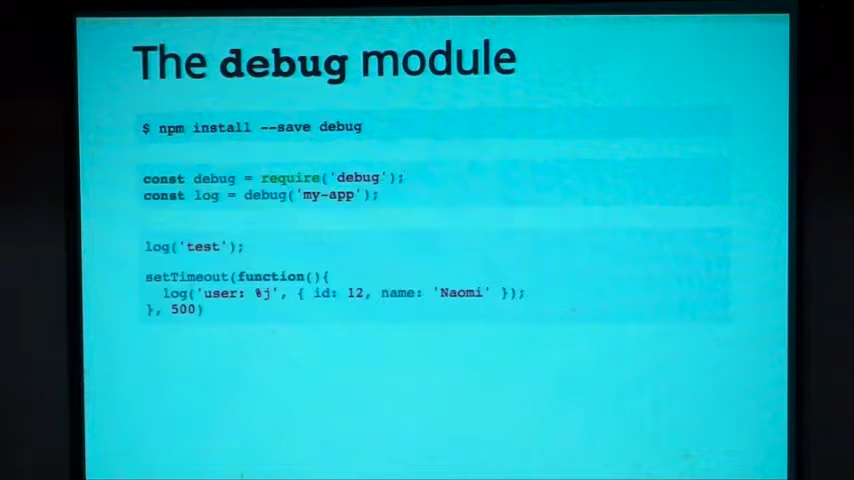 The debug module
$ npm install --save debug
const debug = require('debug');
const log = debug('my-app');
log('test');
setTimeout(function(){
log('user: %j', { id: 12, name: 'Naomi' });
}, 500)